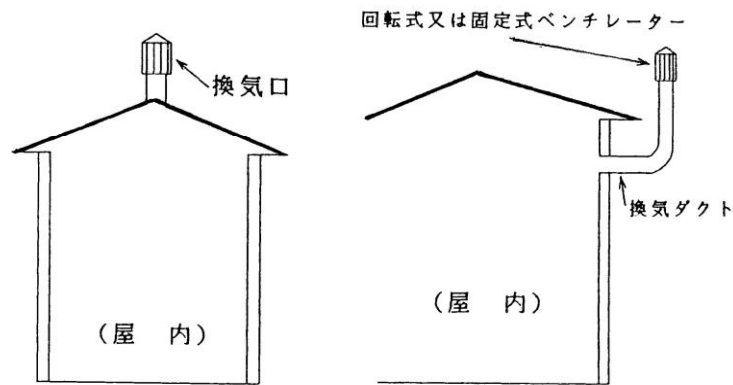 回転式又は固定式ベンチレーター
換気口
換気ダクト
（屋　内）
（屋　内）